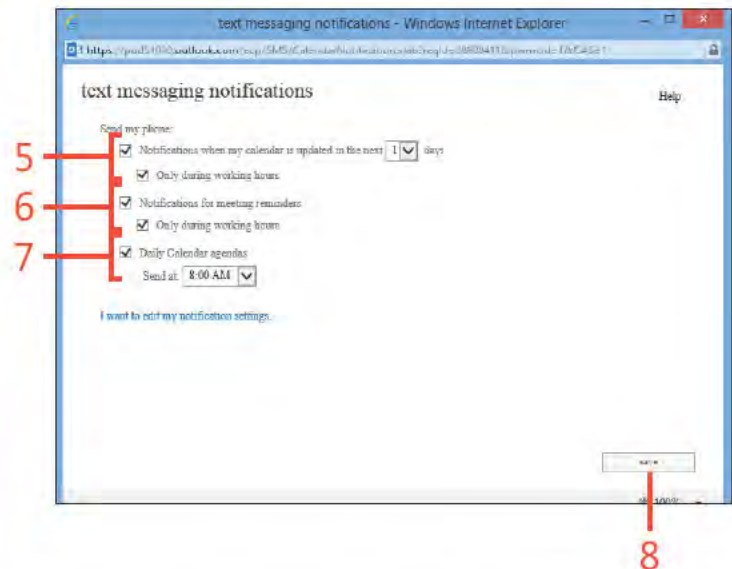 text messaging notifications - Windows Internet Explorer
text messaging notifications
Help
Send my phone:
5
Notifications when my calendar is updated in the next 1 days
Only during working hours
6
Notifications for meeting reminders
Only during working hours
7
Daily Calendar agendas
Send at: 8:00 AM
I want to edit my notification settings.
save
100%
8